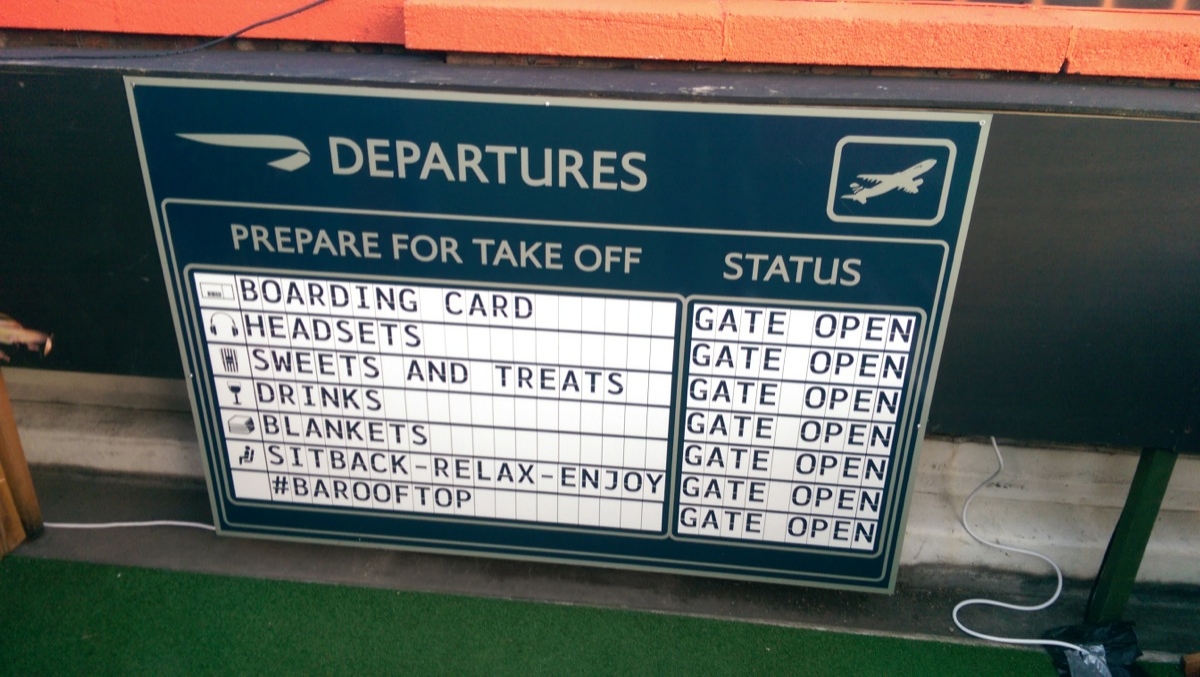 DEPARTURES
PREPARE FOR TAKE OFF STATUS
BOARDING CARD GATE OPEN
HEADSETS GATE OPEN
SWEETS AND TREATS GATE OPEN
DRINKS GATE OPEN
BLANKETS GATE OPEN
SITBACK-RELAX-ENJOY GATE OPEN
#BAROOFTOP GATE OPEN